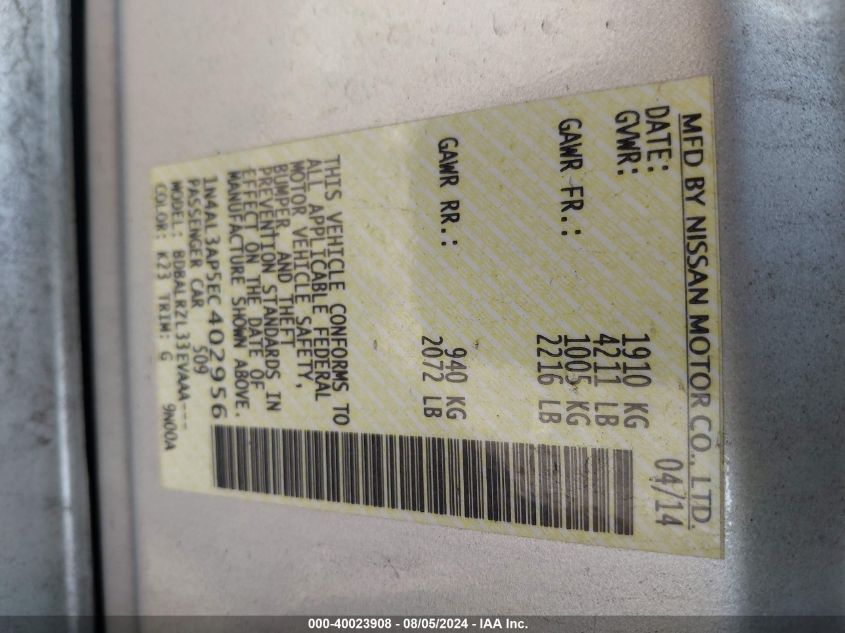 MFD BY NISSAN MOTOR CO., LTD.
DATE: 04/14
GVWR: 1910 KG
4211 LB
GAWR FR.: 1005 KG
2216 LB
GAWR RR.: 940 KG
2072 LB
THIS VEHICLE CONFORMS TO
ALL APPLICABLE FEDERAL
MOTOR VEHICLE SAFETY,
BUMPER, AND THEFT
PREVENTION STANDARDS IN
EFFECT ON THE DATE OF
MANUFACTURE SHOWN ABOVE.
1N4AL3AP5EC402956
PASSENGER CAR 509
MODEL: BDBALRZL33EVAAA-- 9N00A
COLOR: K23 TRIM: G
000-40023908 - 08/05/2024 - IAA Inc.